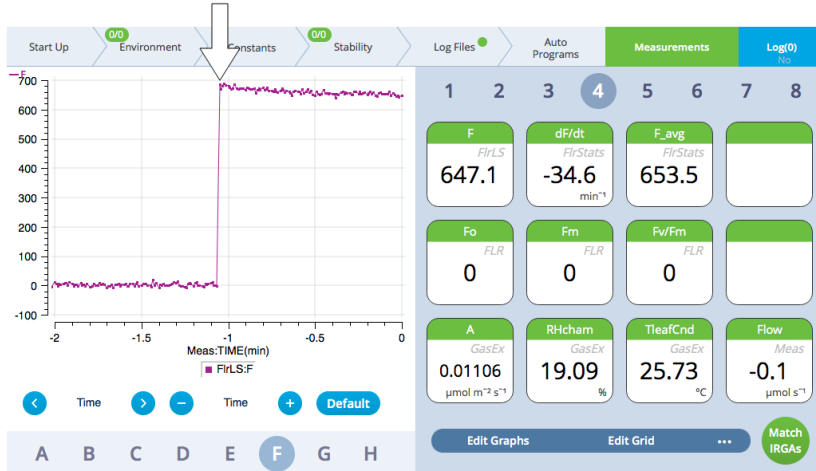 Start Up
0/0
Environment
Constants
0/0
Stability
Log Files
Auto
Programs
Measurements
Log(0)
No
F
700
600
500
400
300
200
100
0
-100
-2
-1.5
-1
-0.5
0
Meas:TIME(min)
FlrLS:F
Time
Time
+
Default
A B C D E F G H
1 2 3 4 5 6 7 8
F
FlrLS
647.1
dF/dt
FlrStats
-34.6
min⁻¹
F_avg
FlrStats
653.5
Fo
FLR
0
Fm
FLR
0
Fv/Fm
FLR
0
A
GasEx
0.01106
µmol m⁻² s⁻¹
RHcham
GasEx
19.09
%
TleafCnd
GasEx
25.73
°C
Flow
Meas
-0.1
µmol s⁻¹
Edit Graphs
Edit Grid
...
Match
IRGAs